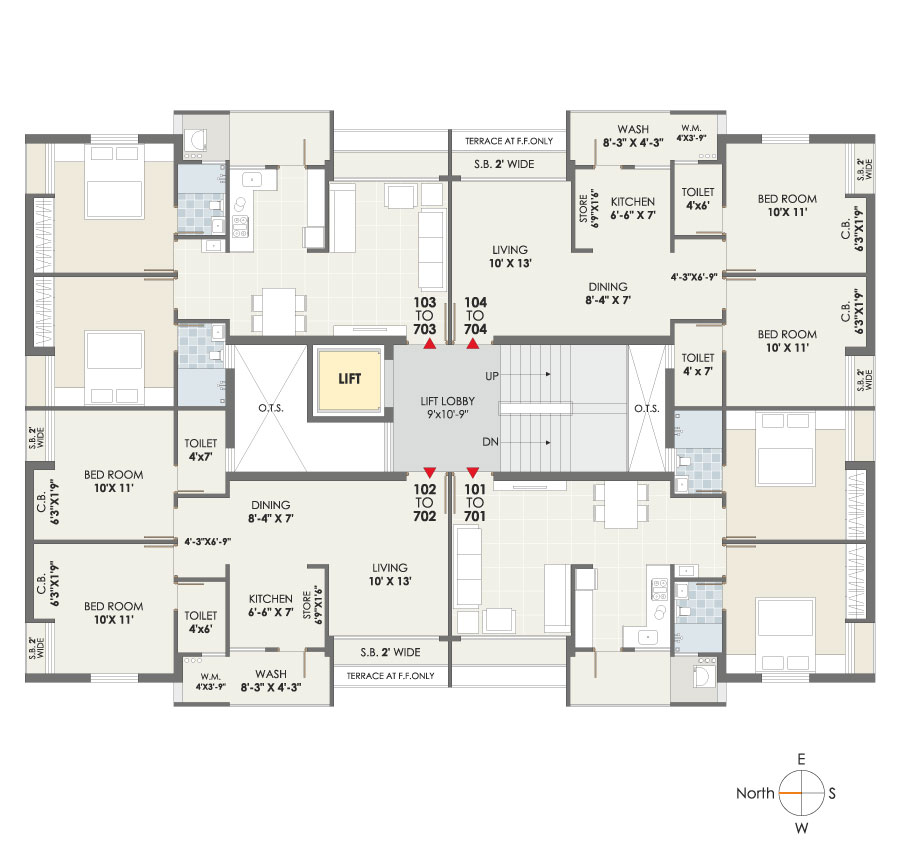 TERRACE AT F.F.ONLY
S.B. 2' WIDE
WASH
8'-3" X 4'-3"
W.M.
4'X3'-9"
STORE
6'9"X1'6"
KITCHEN
6'-6" X 7'
TOILET
4'x6'
BED ROOM
10'X 11'
S.B. 2'
WIDE
C.B.
6'3"X1'9"
LIVING
10' X 13'
DINING
8'-4" X 7'
4'-3"X6'-9"
103
TO
703
104
TO
704
C.B.
6'3"X1'9"
BED ROOM
10' X 11'
TOILET
4' x 7'
S.B. 2'
WIDE
LIFT
O.T.S.
LIFT LOBBY
9'x10'-9"
UP
DN
O.T.S.
S.B. 2'
WIDE
BED ROOM
10'X 11'
TOILET
4'x7'
C.B.
6'3"X1'9"
DINING
8'-4" X 7'
102
TO
702
101
TO
701
4'-3"X6'-9"
C.B.
6'3"X1'9"
BED ROOM
10'X 11'
S.B. 2'
WIDE
TOILET
4'x6'
KITCHEN
6'-6" X 7'
STORE
6'9"X1'6"
LIVING
10' X 13'
S.B. 2' WIDE
W.M.
4'X3'-9"
WASH
8'-3" X 4'-3"
TERRACE AT F.F.ONLY
E
North
S
W